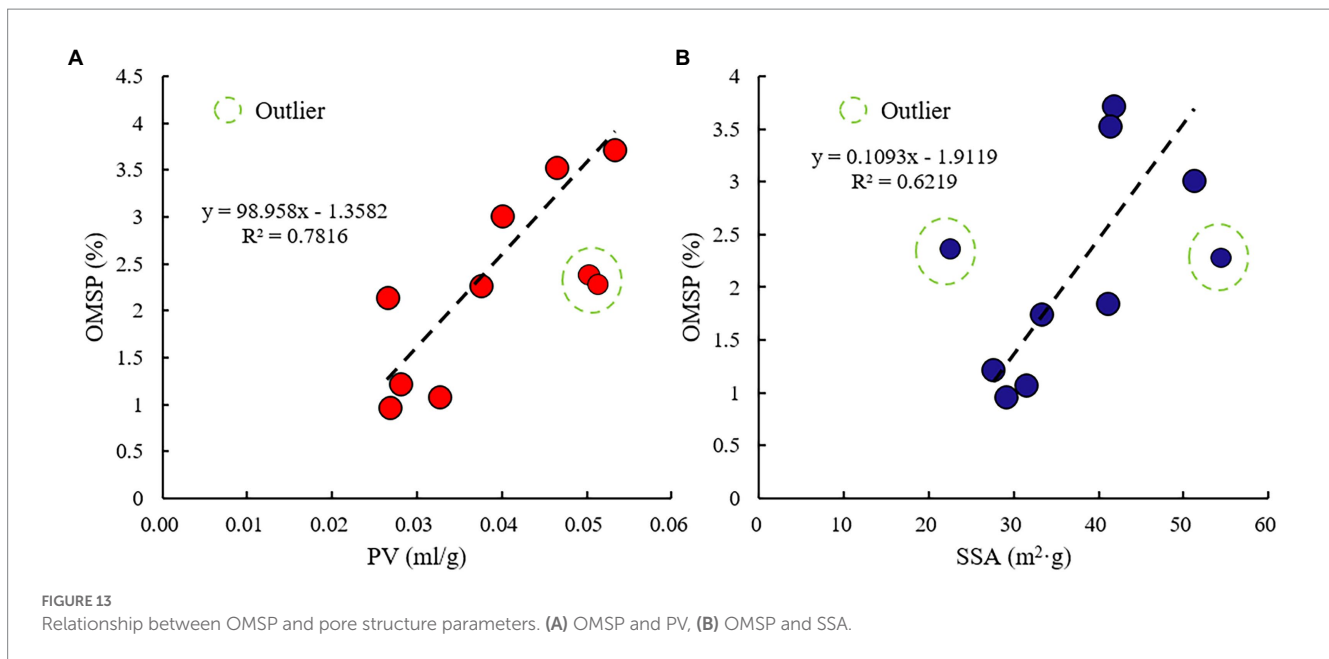 A
4.5
4
3.5
3
2.5
2
1.5
1
0.5
0
OMSP (%)
Outlier
y = 98.958x - 1.3582
R² = 0.7816
0.00
0.02
0.02
0.03
0.04
0.05
0.06
PV (ml/g)
B
4
3.5
3
2.5
2
1.5
1
0.5
0
OMSP (%)
Outlier
y = 0.1093x - 1.9119
R² = 0.6219
0
10
20
30
40
50
60
SSA (m²·g)
FIGURE 13
Relationship between OMSP and pore structure parameters. (A) OMSP and PV, (B) OMSP and SSA.